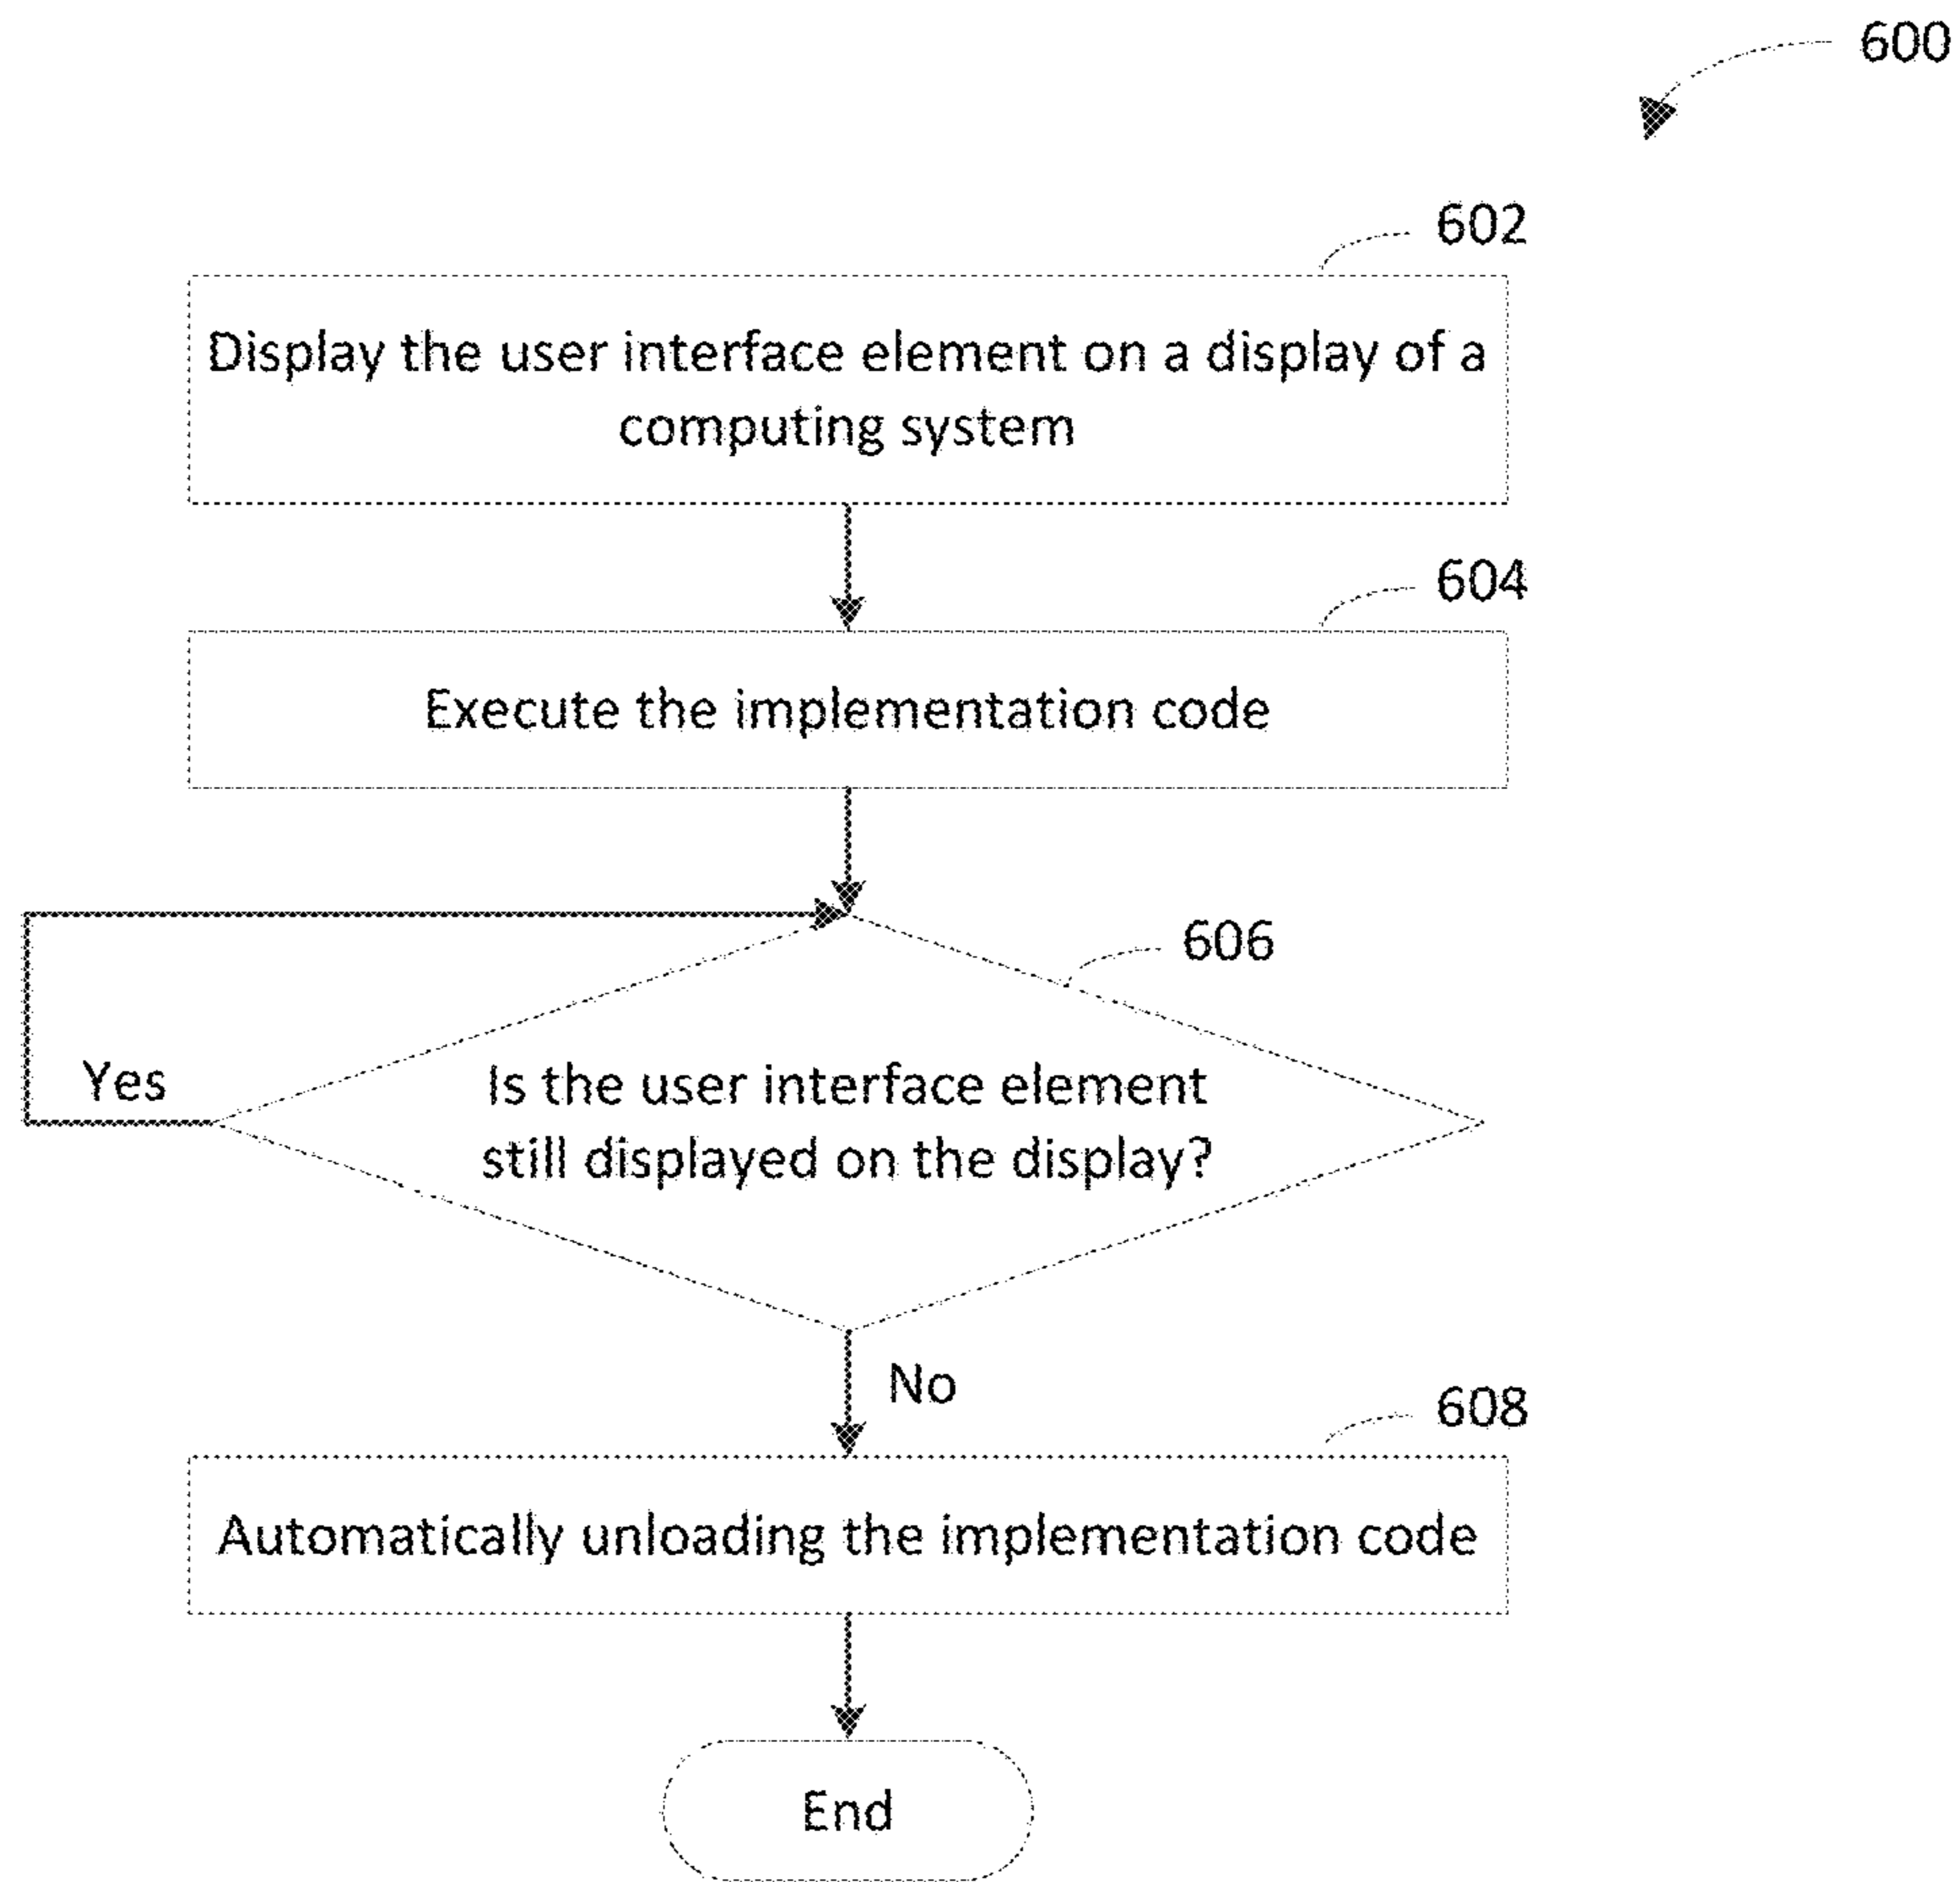 600
602
Display the user interface element on a display of a
computing system
604
Execute the implementation code
606
Yes
Is the user interface element
still displayed on the display?
No
608
Automatically unloading the implementation code
End